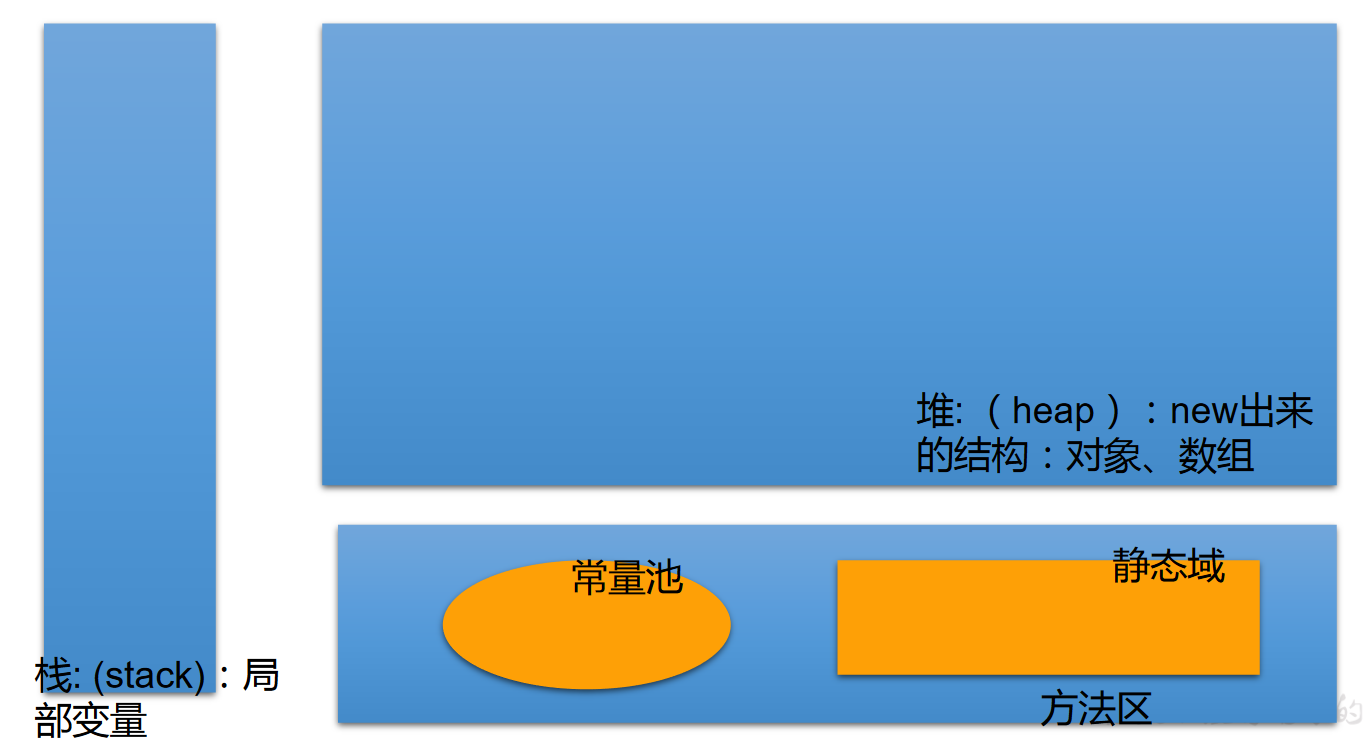 堆:（heap）：new出来
的结构：对象、数组
常量池
静态域
栈: (stack)：局
部变量
方法区
的